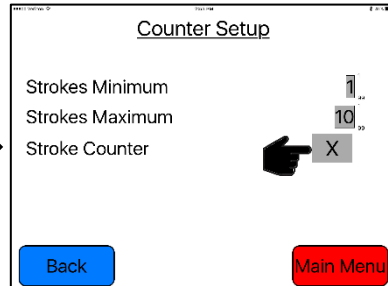 Counter Setup
Strokes Minimum 1
Strokes Maximum 10
Stroke Counter X
Back Main Menu